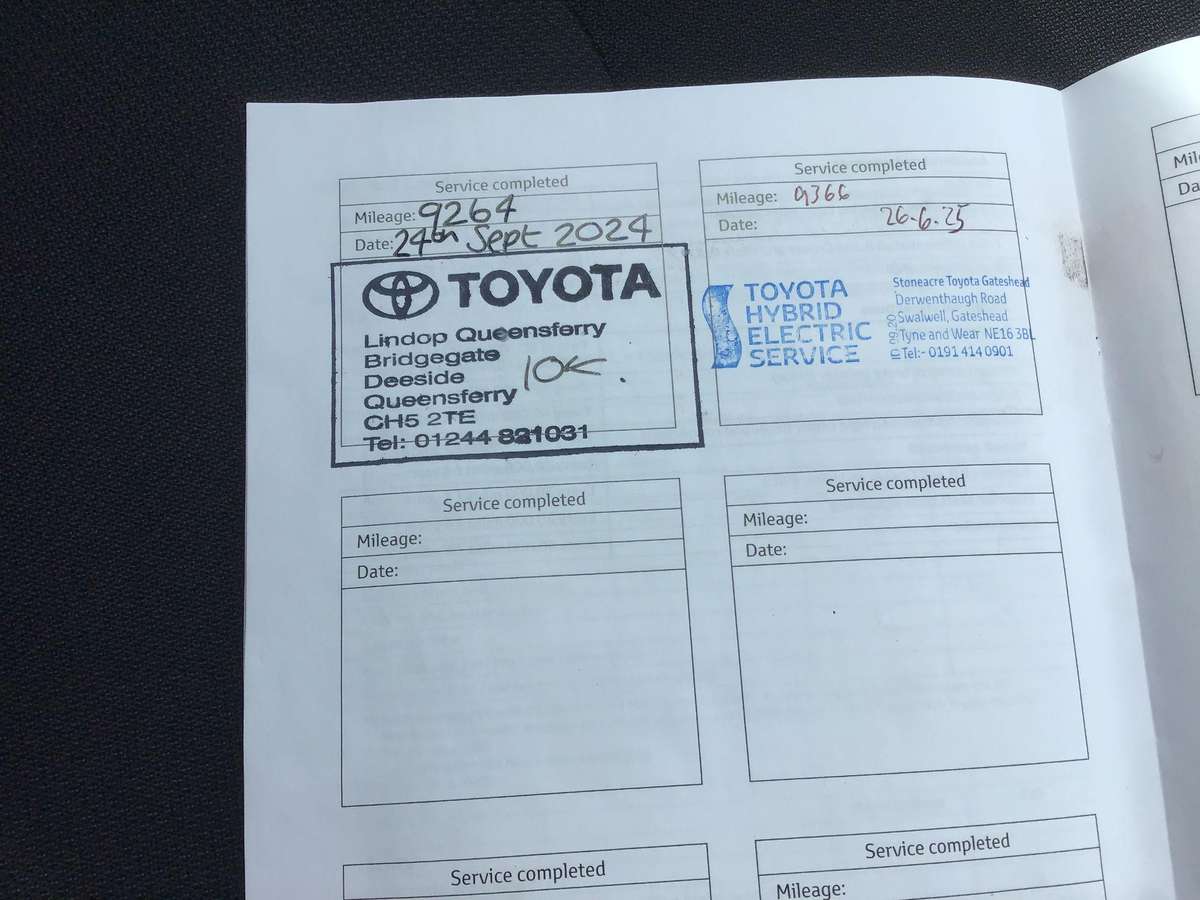 Service completed
Mileage: 9264
Date: 24th Sept 2024
TOYOTA
Lindop Queensferry
Bridgegate
Deeside
Queensferry
CH5 2TE
Tel: 01244 821031
10K.
Service completed
Mileage: 9366
Date: 26-6-25
TOYOTA
HYBRID
ELECTRIC
SERVICE
Stoneacre Toyota Gateshead
Derwenthaugh Road
Swalwell, Gateshead
Tyne and Wear NE16 3BL
Tel:- 0191 414 0901
Service completed
Mileage:
Date:
Service completed
Mileage:
Date:
Service completed
Service completed
Mileage: